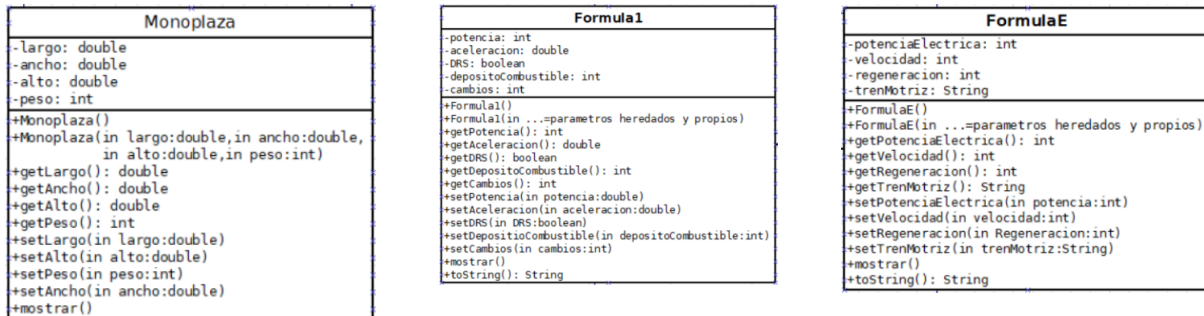 Monoplaza
-largo: double
-ancho: double
-alto: double
-peso: int
+Monoplaza()
+Monoplaza(in largo:double,in ancho:double,
in alto:double,in peso:int)
+getLargo(): double
+getAncho(): double
+getAlto(): double
+getPeso(): int
+setLargo(in largo:double)
+setAlto(in alto:double)
+setPeso(in peso:int)
+setAncho(in ancho:double)
+mostrar()
Formula1
-potencia: int
-aceleracion: double
-DRS: boolean
-depositoCombustible: int
-cambios: int
+Formula1()
+Formula1(in ...=parametros heredados y propios)
+getPotencia(): int
+getAceleracion(): double
+getDRS(): boolean
+getDepositoCombustible(): int
+getCambios(): int
+setPotencia(in potencia:double)
+setAceleracion(in aceleracion:double)
+setDRS(in DRS:boolean)
+setDepositioCombustible(in depositoCombustible:int)
+setCambios(in cambios:int)
+mostrar()
+toString(): String
FormulaE
-potenciaElectrica: int
-velocidad: int
-regeneracion: int
-trenMotriz: String
+FormulaE()
+FormulaE(in ...=parametros heredados y propios)
+getPotenciaElectrica(): int
+getVelocidad(): int
+getRegeneracion(): int
+getTrenMotriz(): String
+setPotenciaElectrica(in potencia:int)
+setVelocidad(in velocidad:int)
+setRegeneracion(in Regeneracion:int)
+setTrenMotriz(in trenMotriz:String)
+mostrar()
+toString(): String